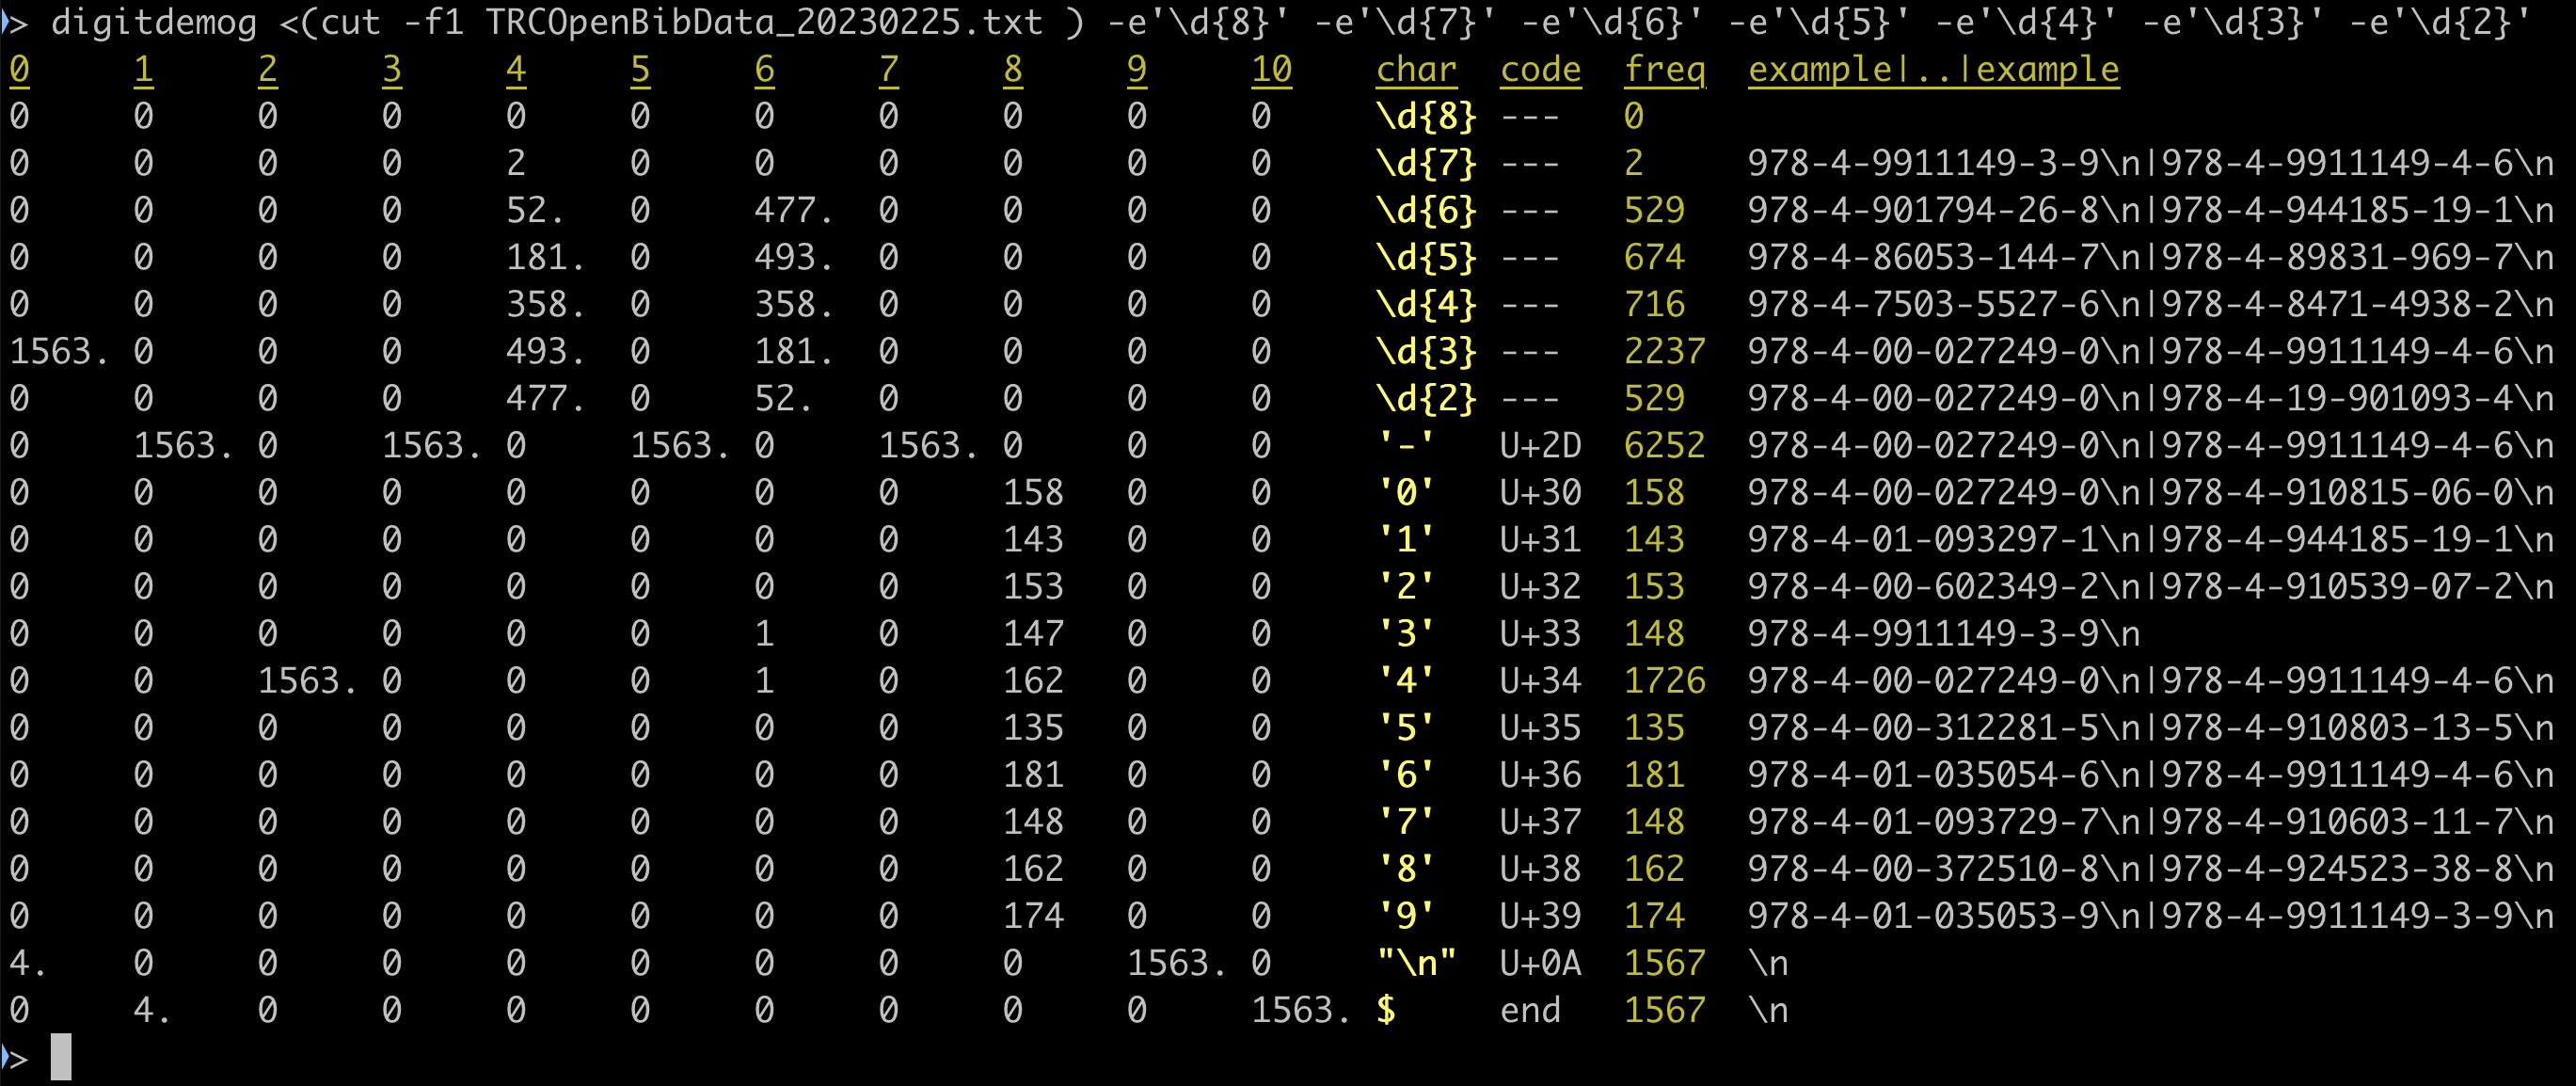 > digitdemog <(cut -f1 TRCOpenBibData_20230225.txt ) -e'\d{8}' -e'\d{7}' -e'\d{6}' -e'\d{5}' -e'\d{4}' -e'\d{3}' -e'\d{2}'
0 1 2 3 4 5 6 7 8 9 10 char code freq example|..|example
0 0 0 0 0 0 0 0 0 0 0 \d{8} --- 0
0 0 0 0 2 0 0 0 0 0 0 \d{7} --- 2 978-4-9911149-3-9\n|978-4-9911149-4-6\n
0 0 0 0 52. 0 477. 0 0 0 0 \d{6} --- 529 978-4-901794-26-8\n|978-4-944185-19-1\n
0 0 0 0 181. 0 493. 0 0 0 0 \d{5} --- 674 978-4-86053-144-7\n|978-4-89831-969-7\n
0 0 0 0 358. 0 358. 0 0 0 0 \d{4} --- 716 978-4-7503-5527-6\n|978-4-8471-4938-2\n
1563. 0 0 0 493. 0 181. 0 0 0 0 \d{3} --- 2237 978-4-00-027249-0\n|978-4-9911149-4-6\n
0 0 0 0 477. 0 52. 0 0 0 0 \d{2} --- 529 978-4-00-027249-0\n|978-4-19-901093-4\n
0 1563. 0 1563. 0 1563. 0 1563. 0 0 0 '-' U+2D 6252 978-4-00-027249-0\n|978-4-9911149-4-6\n
0 0 0 0 0 0 0 0 158 0 0 '0' U+30 158 978-4-00-027249-0\n|978-4-910815-06-0\n
0 0 0 0 0 0 0 0 143 0 0 '1' U+31 143 978-4-01-093297-1\n|978-4-944185-19-1\n
0 0 0 0 0 0 0 0 153 0 0 '2' U+32 153 978-4-00-602349-2\n|978-4-910539-07-2\n
0 0 0 0 0 0 1 0 147 0 0 '3' U+33 148 978-4-9911149-3-9\n
0 0 1563. 0 0 0 1 0 162 0 0 '4' U+34 1726 978-4-00-027249-0\n|978-4-9911149-4-6\n
0 0 0 0 0 0 0 0 135 0 0 '5' U+35 135 978-4-00-312281-5\n|978-4-910803-13-5\n
0 0 0 0 0 0 0 0 181 0 0 '6' U+36 181 978-4-01-035054-6\n|978-4-9911149-4-6\n
0 0 0 0 0 0 0 0 148 0 0 '7' U+37 148 978-4-01-093729-7\n|978-4-910603-11-7\n
0 0 0 0 0 0 0 0 162 0 0 '8' U+38 162 978-4-00-372510-8\n|978-4-924523-38-8\n
0 0 0 0 0 0 0 0 174 0 0 '9' U+39 174 978-4-01-035053-9\n|978-4-9911149-3-9\n
4. 0 0 0 0 0 0 0 0 1563. 0 "\n" U+0A 1567 \n
0 4. 0 0 0 0 0 0 0 0 1563. $ end 1567 \n
>